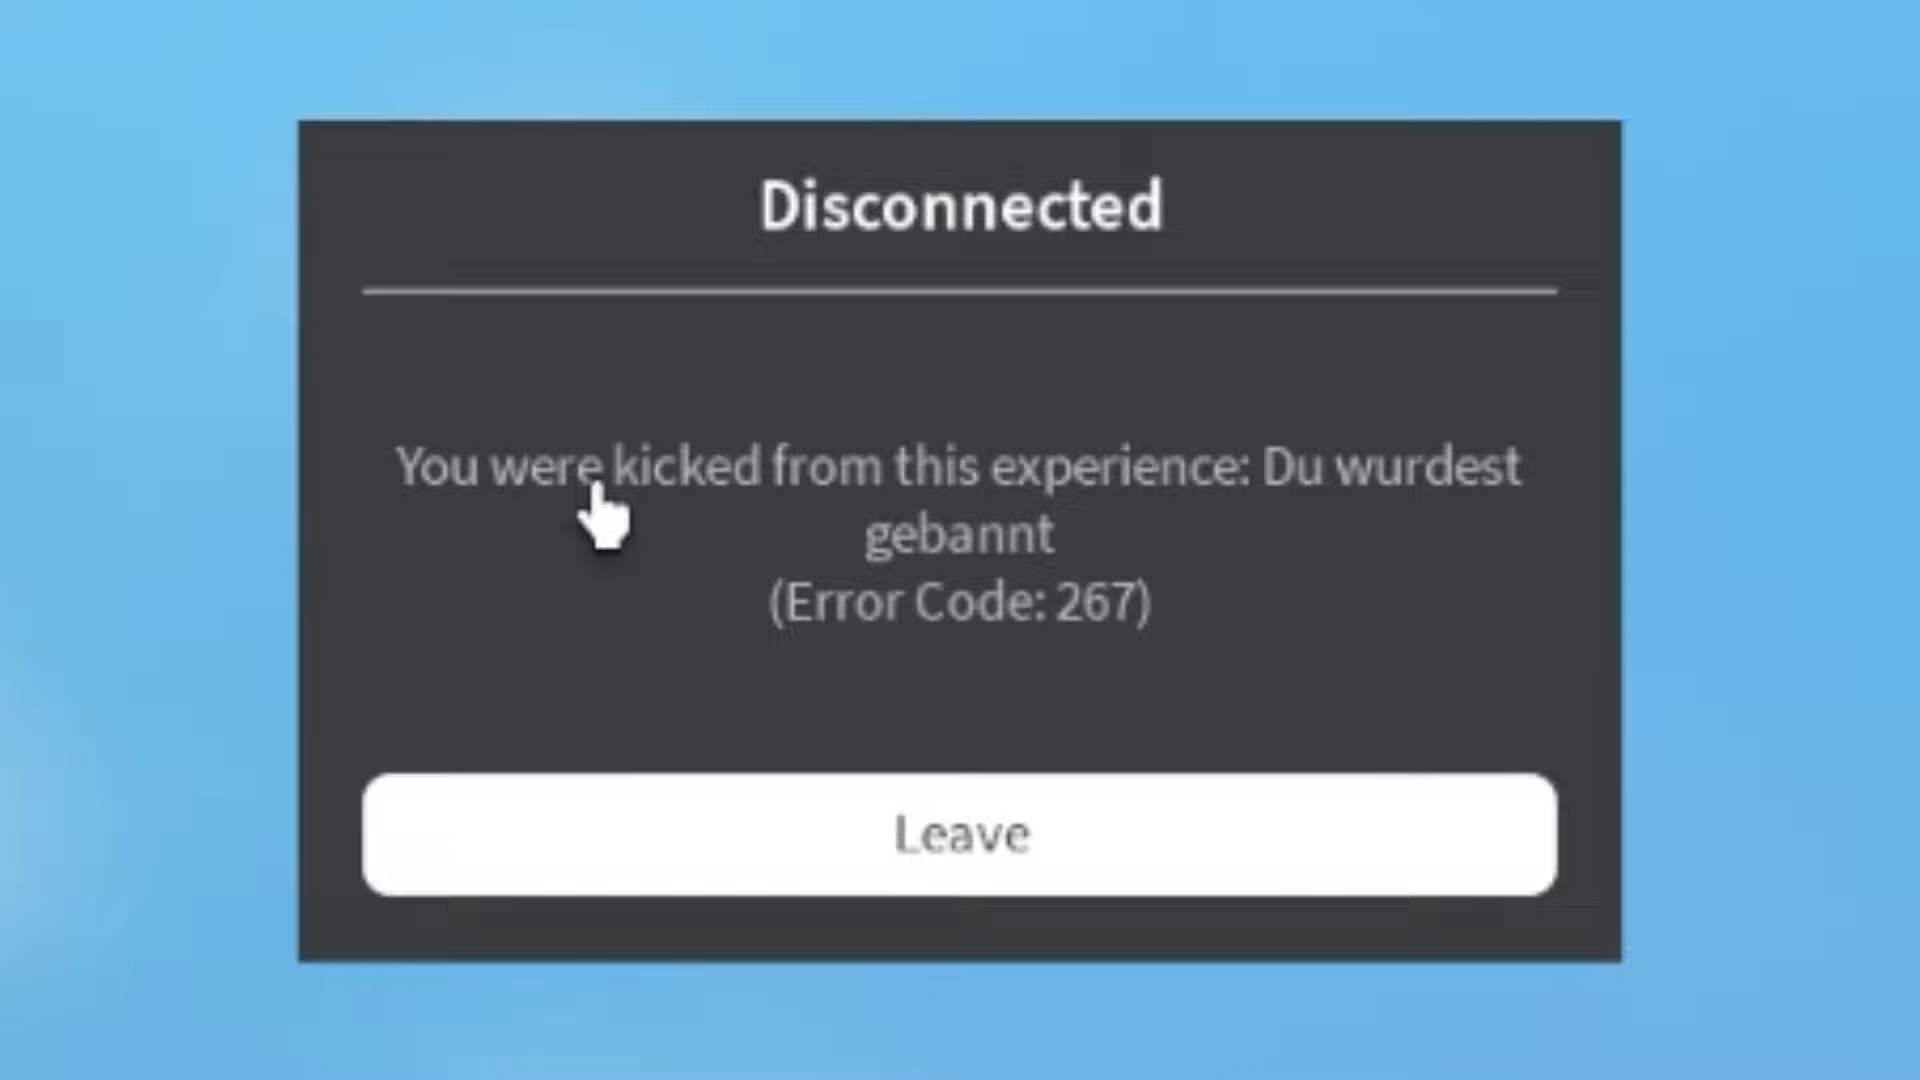 Disconnected
You were kicked from this experience: Du wurdest
gebannt
(Error Code: 267)
Leave